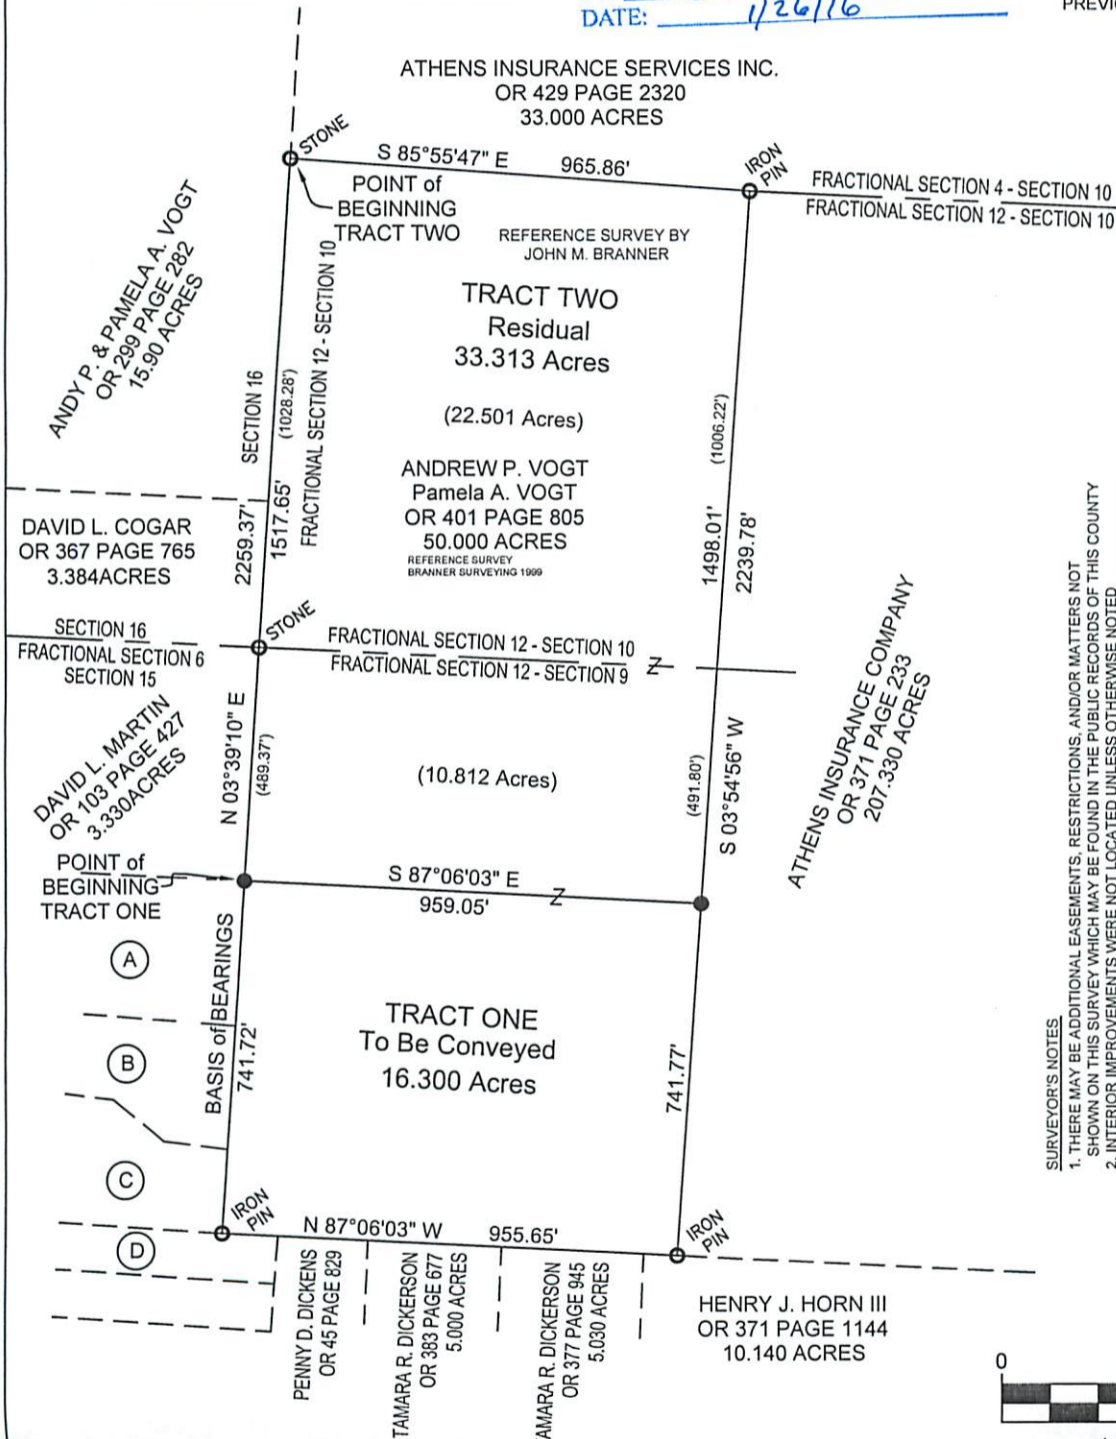 DATE: 1/26/16
ATHENS INSURANCE SERVICES INC.
OR 429 PAGE 2320
33.000 ACRES
STONE
S 85°55'47" E 965.86'
IRON
PIN
FRACTIONAL SECTION 4 - SECTION 10
FRACTIONAL SECTION 12 - SECTION 10
POINT of
BEGINNING
TRACT TWO
REFERENCE SURVEY BY
JOHN M. BRANNER
TRACT TWO
Residual
33.313 Acres
(22.501 Acres)
ANDREW P. VOGT
Pamela A. VOGT
OR 401 PAGE 805
50.000 ACRES
REFERENCE SURVEY
BRANNER SURVEYING 1999
ANDY P. & PAMELA A. VOGT
OR 299 PAGE 282
15.90 ACRES
SECTION 16
(1028.28')
FRACTIONAL SECTION 12 - SECTION 10
2259.37'
1517.65'
(1006.22')
1498.01'
2239.78'
DAVID L. COGAR
OR 367 PAGE 765
3.384ACRES
SECTION 16
FRACTIONAL SECTION 6
SECTION 15
STONE
FRACTIONAL SECTION 12 - SECTION 10
FRACTIONAL SECTION 12 - SECTION 9
Z
DAVID L. MARTIN
OR 103 PAGE 427
3.330ACRES
N 03°39'10" E
(489.37')
(10.812 Acres)
(491.80')
S 03°54'56" W
ATHENS INSURANCE COMPANY
OR 371 PAGE 233
207.330 ACRES
POINT of
BEGINNING
TRACT ONE
S 87°06'03" E
959.05'
Z
A
B
C
D
BASIS of BEARINGS
741.72'
TRACT ONE
To Be Conveyed
16.300 Acres
741.77'
IRON
PIN
N 87°06'03" W 955.65'
IRON
PIN
PENNY D. DICKENS
OR 45 PAGE 829
TAMARA R. DICKERSON
OR 383 PAGE 677
5.000 ACRES
AMARA R. DICKERSON
OR 377 PAGE 945
5.030 ACRES
HENRY J. HORN III
OR 371 PAGE 1144
10.140 ACRES
SURVEYOR'S NOTES
1. THERE MAY BE ADDITIONAL EASEMENTS, RESTRICTIONS, AND/OR MATTERS NOT
SHOWN ON THIS SURVEY WHICH MAY BE FOUND IN THE PUBLIC RECORDS OF THIS COUNTY
2. INTERIOR IMPROVEMENTS WERE NOT LOCATED UNLESS OTHERWISE NOTED
0